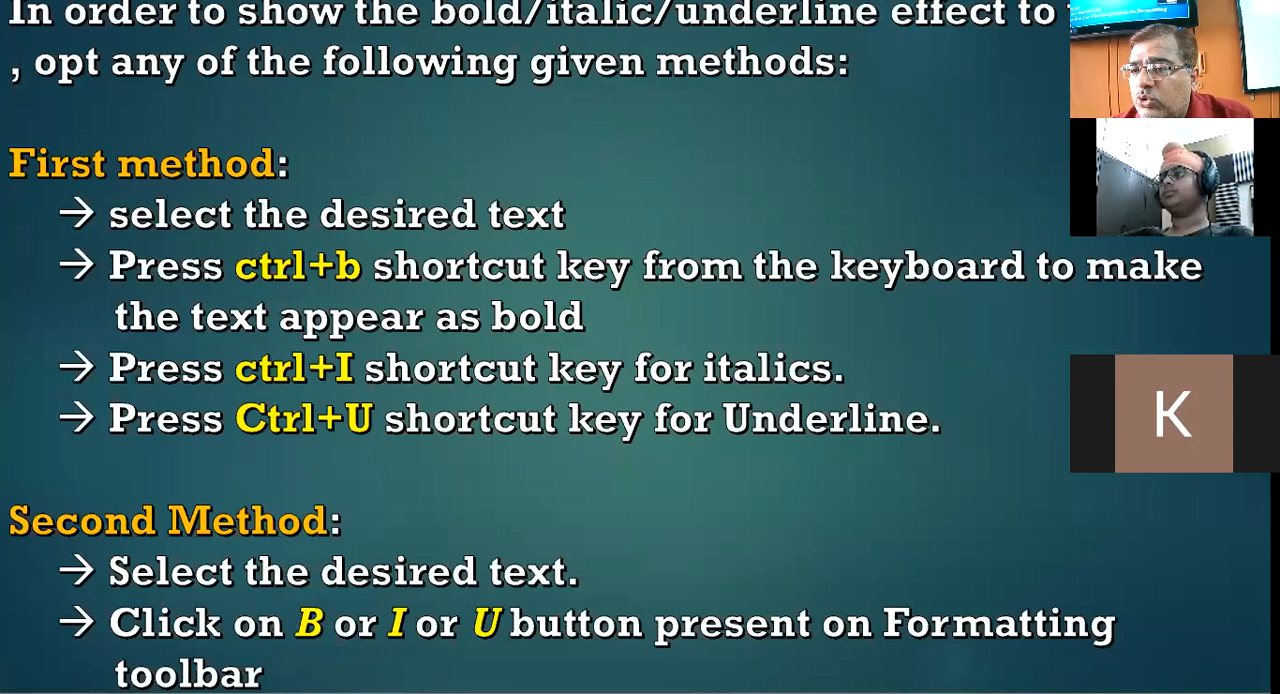 In order to show the bold/italic/underline effect to
, opt any of the following given methods:
First method:
→ select the desired text
→ Press ctrl+b shortcut key from the keyboard to make
the text appear as bold
→ Press ctrl+I shortcut key for italics.
→ Press Ctrl+U shortcut key for Underline.
K
Second Method:
→ Select the desired text.
→ Click on B or I or U button present on Formatting
toolbar